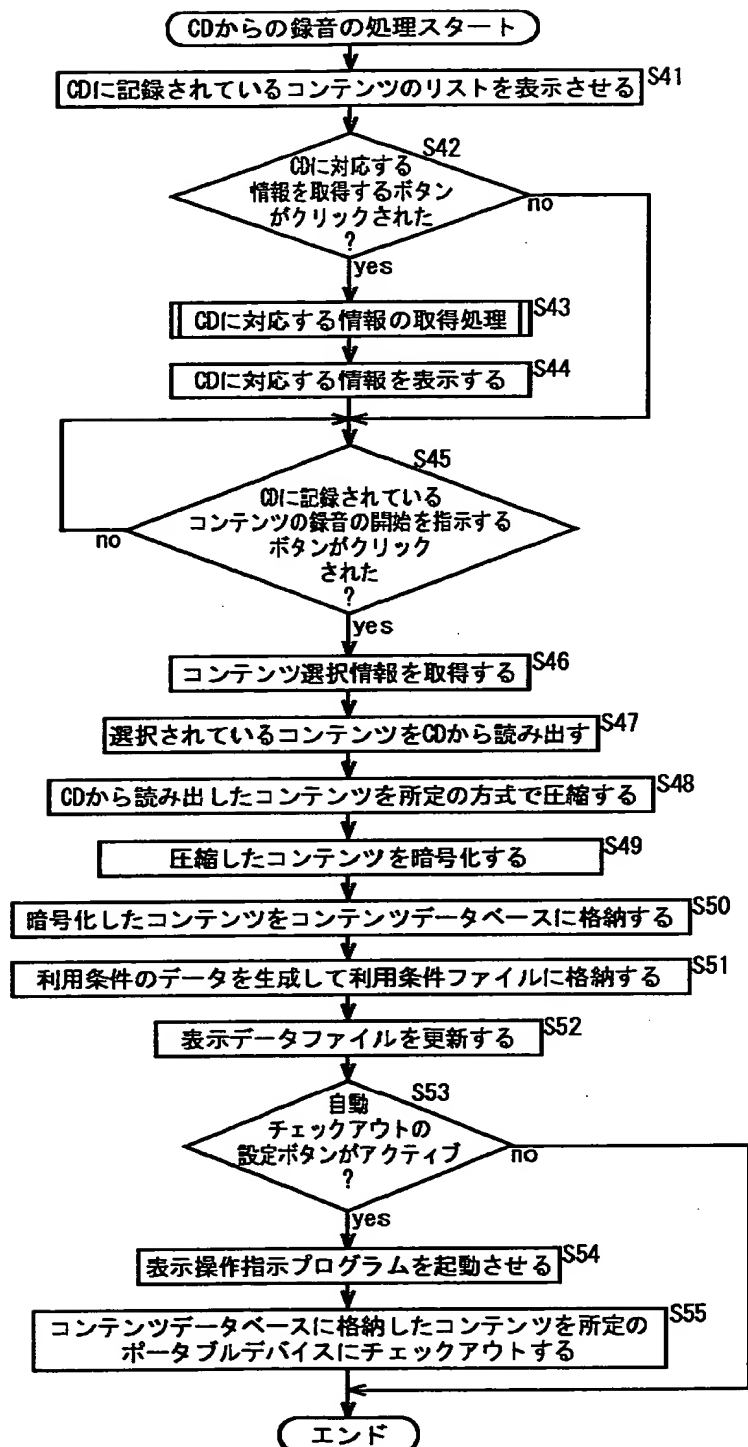 CDからの録音の処理スタート
CDに記録されているコンテンツのリストを表示させる
S41
S42
CDに対応する
情報を取得するボタン
がクリックされた
?
no
yes
CDに対応する情報の取得処理
S43
CDに対応する情報を表示する
S44
S45
CDに記録されている
コンテンツの録音の開始を指示する
ボタンがクリック
された
?
no
yes
コンテンツ選択情報を取得する
S46
選択されているコンテンツをCDから読み出す
S47
CDから読み出したコンテンツを所定の方式で圧縮する
S48
圧縮したコンテンツを暗号化する
S49
暗号化したコンテンツをコンテンツデータベースに格納する
S50
利用条件のデータを生成して利用条件ファイルに格納する
S51
表示データファイルを更新する
S52
S53
自動
チェックアウトの
設定ボタンがアクティブ
?
no
yes
表示操作指示プログラムを起動させる
S54
コンテンツデータベースに格納したコンテンツを所定の
ポータブルデバイスにチェックアウトする
S55
エンド